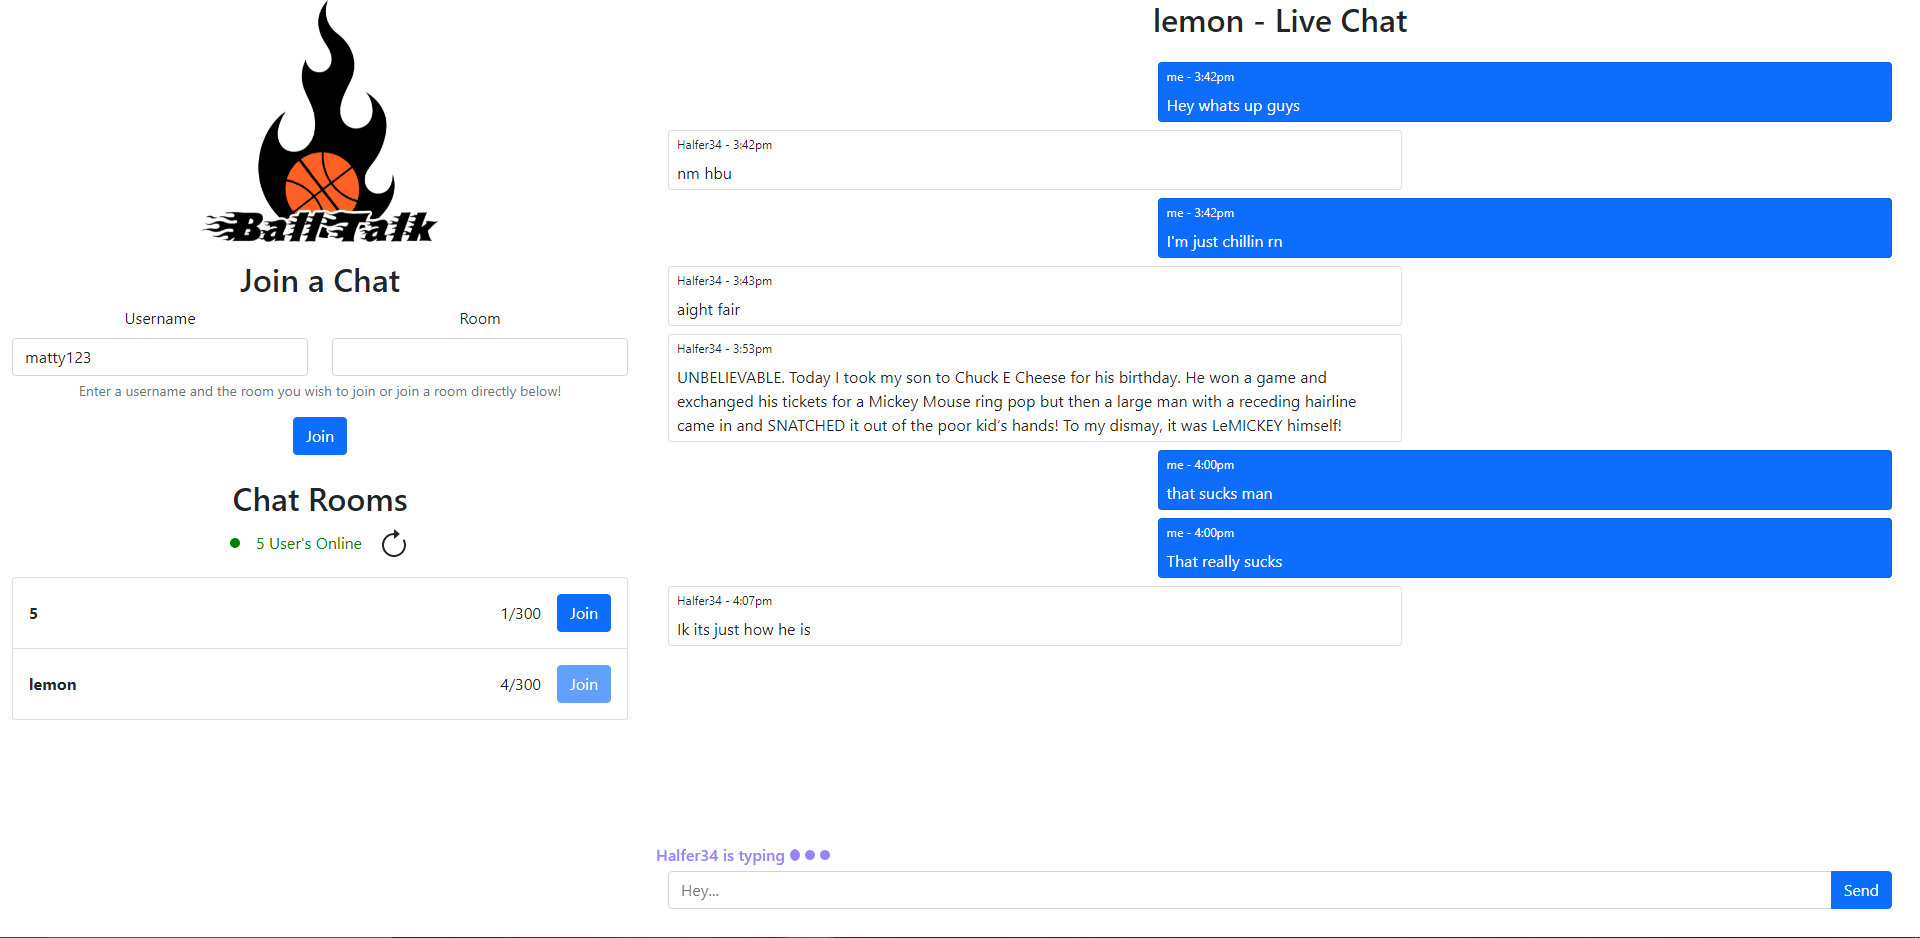 Ball-Talk
Join a Chat
Username
Room
matty123
Enter a username and the room you wish to join or join a room directly below!
Join
Chat Rooms
5 User's Online
5
1/300
Join
lemon
4/300
Join
lemon - Live Chat
me - 3:42pm
Hey whats up guys
Halfer34 - 3:42pm
nm hbu
me - 3:42pm
I'm just chillin rn
Halfer34 - 3:43pm
aight fair
Halfer34 - 3:53pm
UNBELIEVABLE. Today I took my son to Chuck E Cheese for his birthday. He won a game and
exchanged his tickets for a Mickey Mouse ring pop but then a large man with a receding hairline
came in and SNATCHED it out of the poor kid’s hands! To my dismay, it was LeMICKEY himself!
me - 4:00pm
that sucks man
me - 4:00pm
That really sucks
Halfer34 - 4:07pm
Ik its just how he is
Halfer34 is typing
Hey...
Send